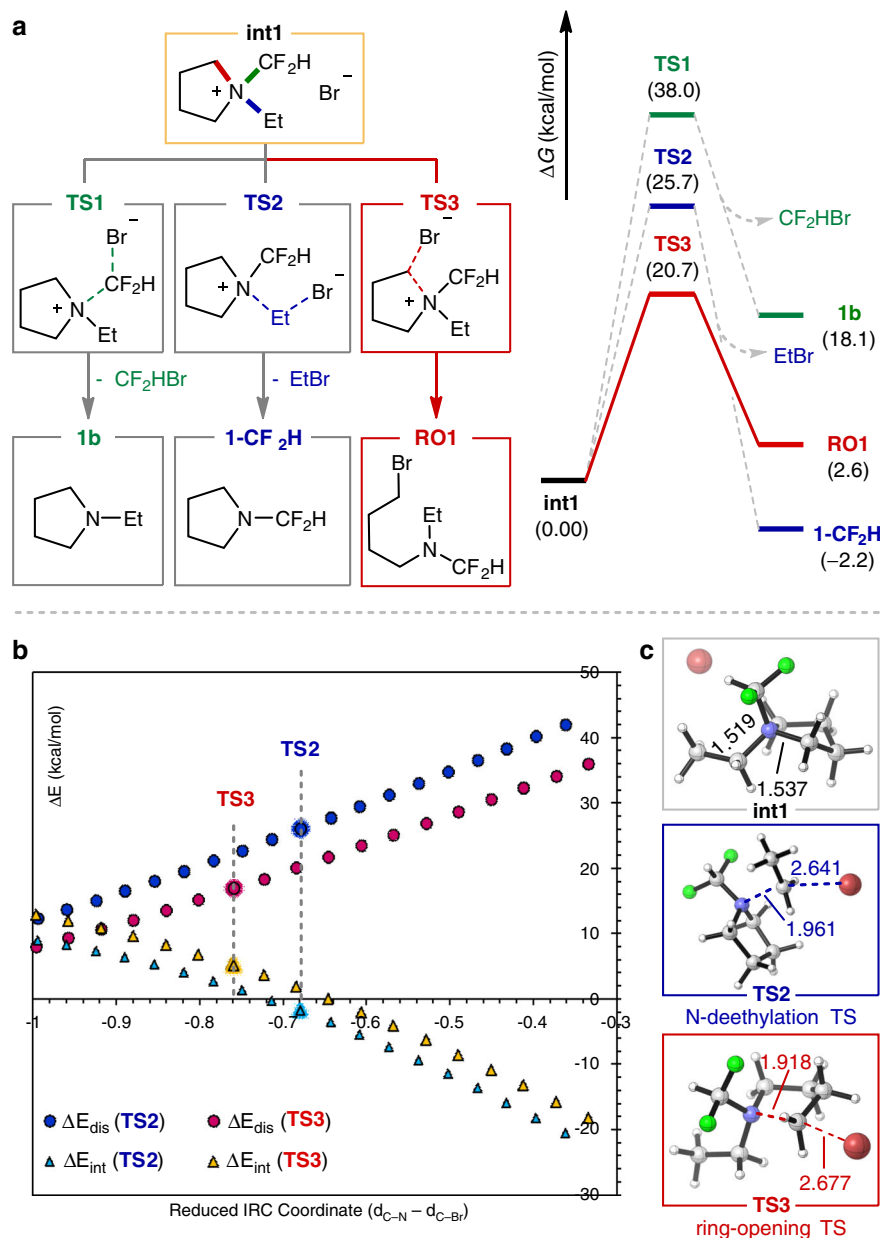 a
int1
CF2H
+
N
Br−
Et
TS1
Br−
CF2H
N
+
Et
TS2
CF2H
+
N
Br−
Et
TS3
Br−
CF2H
+
N
Et
- CF2HBr
- EtBr
1b
N
Et
1-CF2H
N
CF2H
RO1
Br
Et
N
CF2H
ΔG (kcal/mol)
TS1
(38.0)
TS2
(25.7)
TS3
(20.7)
CF2HBr
1b
(18.1)
EtBr
RO1
(2.6)
int1
(0.00)
1-CF2H
(−2.2)
b
ΔE (kcal/mol)
50
40
30
20
10
0
-10
-20
-30
TS2
TS3
-1
-0.9
-0.8
-0.7
-0.6
-0.5
-0.4
-0.3
ΔEdis (TS2)
ΔEdis (TS3)
ΔEint (TS2)
ΔEint (TS3)
Reduced IRC Coordinate (dC–N – dC–Br)
c
1.519
1.537
int1
2.641
1.961
TS2
N-deethylation TS
1.918
2.677
TS3
ring-opening TS